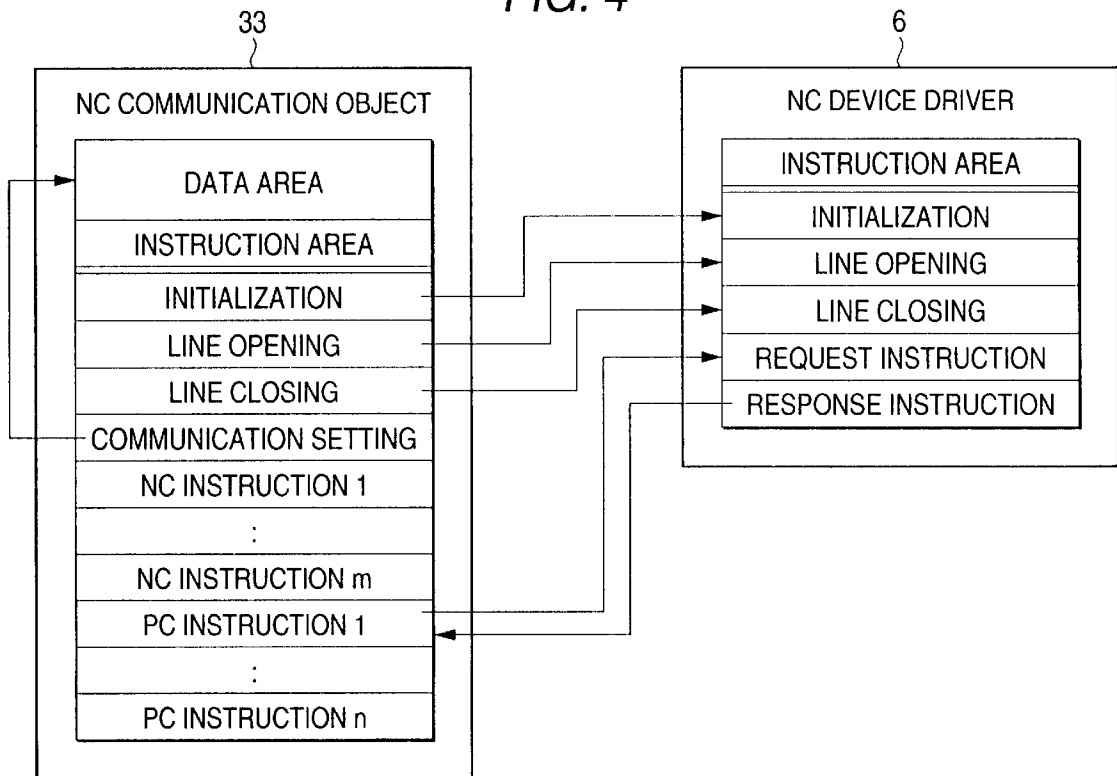 FIG. 4
33
NC COMMUNICATION OBJECT
DATA AREA
INSTRUCTION AREA
INITIALIZATION
LINE OPENING
LINE CLOSING
COMMUNICATION SETTING
NC INSTRUCTION 1
:
NC INSTRUCTION m
PC INSTRUCTION 1
:
PC INSTRUCTION n
6
NC DEVICE DRIVER
INSTRUCTION AREA
INITIALIZATION
LINE OPENING
LINE CLOSING
REQUEST INSTRUCTION
RESPONSE INSTRUCTION